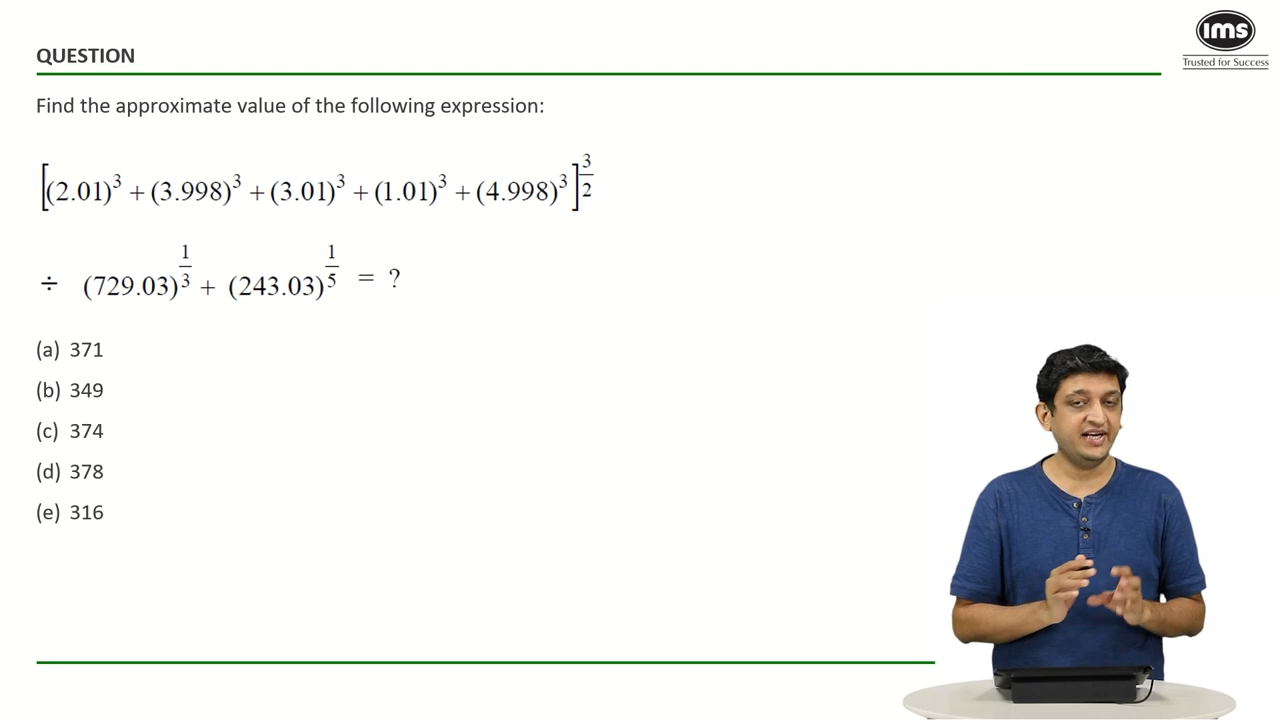 QUESTION
ims
Trusted for Success
Find the approximate value of the following expression:
[(2.01)³ + (3.998)³ + (3.01)³ + (1.01)³ + (4.998)³]^(3/2)
÷ (729.03)^(1/3) + (243.03)^(1/5) = ?
(a) 371
(b) 349
(c) 374
(d) 378
(e) 316